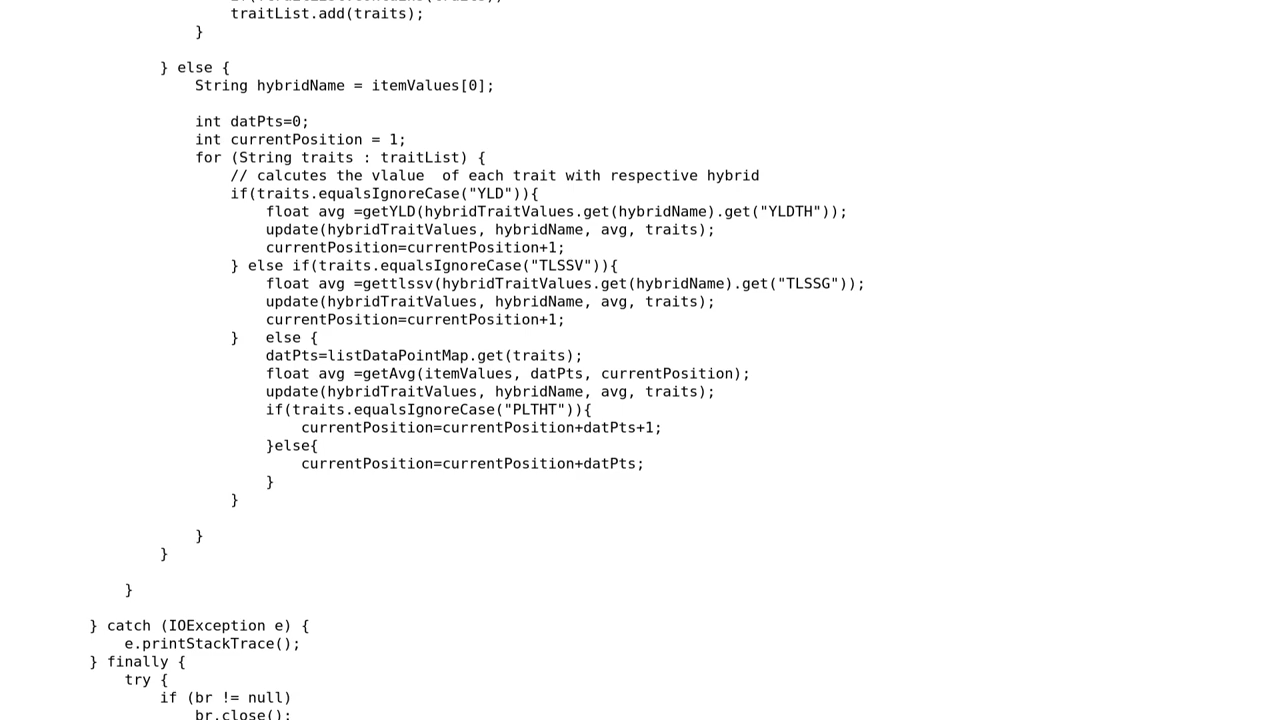 traitList.add(traits);
}
} else {
String hybridName = itemValues[0];
int datPts=0;
int currentPosition = 1;
for (String traits : traitList) {
// calcutes the vlalue  of each trait with respective hybrid
if(traits.equalsIgnoreCase("YLD")){
float avg =getYLD(hybridTraitValues.get(hybridName).get("YLDTH"));
update(hybridTraitValues, hybridName, avg, traits);
currentPosition=currentPosition+1;
} else if(traits.equalsIgnoreCase("TLSSV")){
float avg =gettlssv(hybridTraitValues.get(hybridName).get("TLSSG"));
update(hybridTraitValues, hybridName, avg, traits);
currentPosition=currentPosition+1;
}   else {
datPts=listDataPointMap.get(traits);
float avg =getAvg(itemValues, datPts, currentPosition);
update(hybridTraitValues, hybridName, avg, traits);
if(traits.equalsIgnoreCase("PLTHT")){
currentPosition=currentPosition+datPts+1;
}else{
currentPosition=currentPosition+datPts;
}
}
}
}
}
} catch (IOException e) {
e.printStackTrace();
} finally {
try {
if (br != null)
br.close();